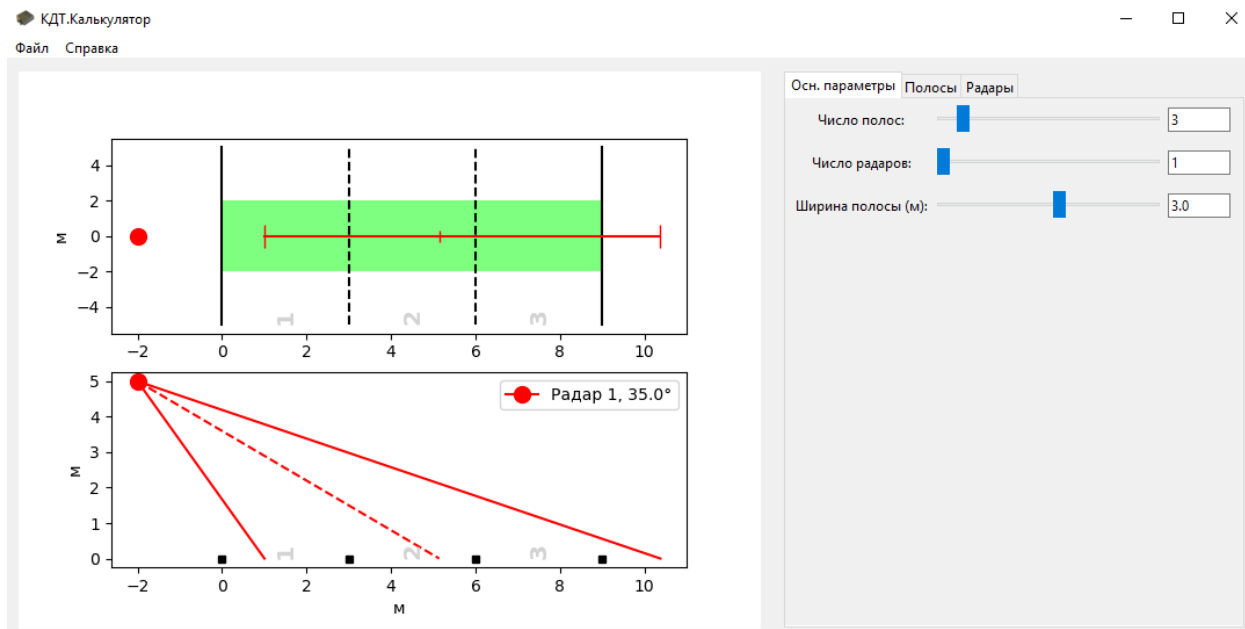 КДТ.Калькулятор
Файл Справка
Осн. параметры Полосы Радары
Число полос: 3
Число радаров: 1
Ширина полосы (м): 3.0
м
4
2
0
−2
−4
1 2 3
−2 0 2 4 6 8 10
м
5
4
3
2
1
0
Радар 1, 35.0°
1 2 3
−2 0 2 4 6 8 10
м